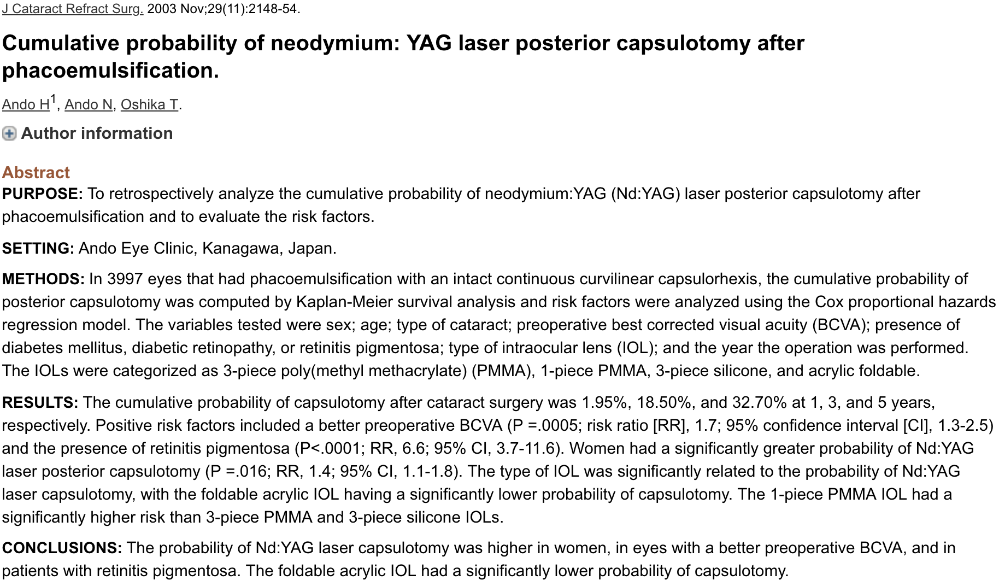 J Cataract Refract Surg. 2003 Nov;29(11):2148-54.
Cumulative probability of neodymium: YAG laser posterior capsulotomy after
phacoemulsification.
Ando H1, Ando N, Oshika T.
Author information
Abstract
PURPOSE: To retrospectively analyze the cumulative probability of neodymium:YAG (Nd:YAG) laser posterior capsulotomy after
phacoemulsification and to evaluate the risk factors.
SETTING: Ando Eye Clinic, Kanagawa, Japan.
METHODS: In 3997 eyes that had phacoemulsification with an intact continuous curvilinear capsulorhexis, the cumulative probability of
posterior capsulotomy was computed by Kaplan-Meier survival analysis and risk factors were analyzed using the Cox proportional hazards
regression model. The variables tested were sex; age; type of cataract; preoperative best corrected visual acuity (BCVA); presence of
diabetes mellitus, diabetic retinopathy, or retinitis pigmentosa; type of intraocular lens (IOL); and the year the operation was performed.
The IOLs were categorized as 3-piece poly(methyl methacrylate) (PMMA), 1-piece PMMA, 3-piece silicone, and acrylic foldable.
RESULTS: The cumulative probability of capsulotomy after cataract surgery was 1.95%, 18.50%, and 32.70% at 1, 3, and 5 years,
respectively. Positive risk factors included a better preoperative BCVA (P =.0005; risk ratio [RR], 1.7; 95% confidence interval [CI], 1.3-2.5)
and the presence of retinitis pigmentosa (P<.0001; RR, 6.6; 95% CI, 3.7-11.6). Women had a significantly greater probability of Nd:YAG
laser posterior capsulotomy (P =.016; RR, 1.4; 95% CI, 1.1-1.8). The type of IOL was significantly related to the probability of Nd:YAG
laser capsulotomy, with the foldable acrylic IOL having a significantly lower probability of capsulotomy. The 1-piece PMMA IOL had a
significantly higher risk than 3-piece PMMA and 3-piece silicone IOLs.
CONCLUSIONS: The probability of Nd:YAG laser capsulotomy was higher in women, in eyes with a better preoperative BCVA, and in
patients with retinitis pigmentosa. The foldable acrylic IOL had a significantly lower probability of capsulotomy.